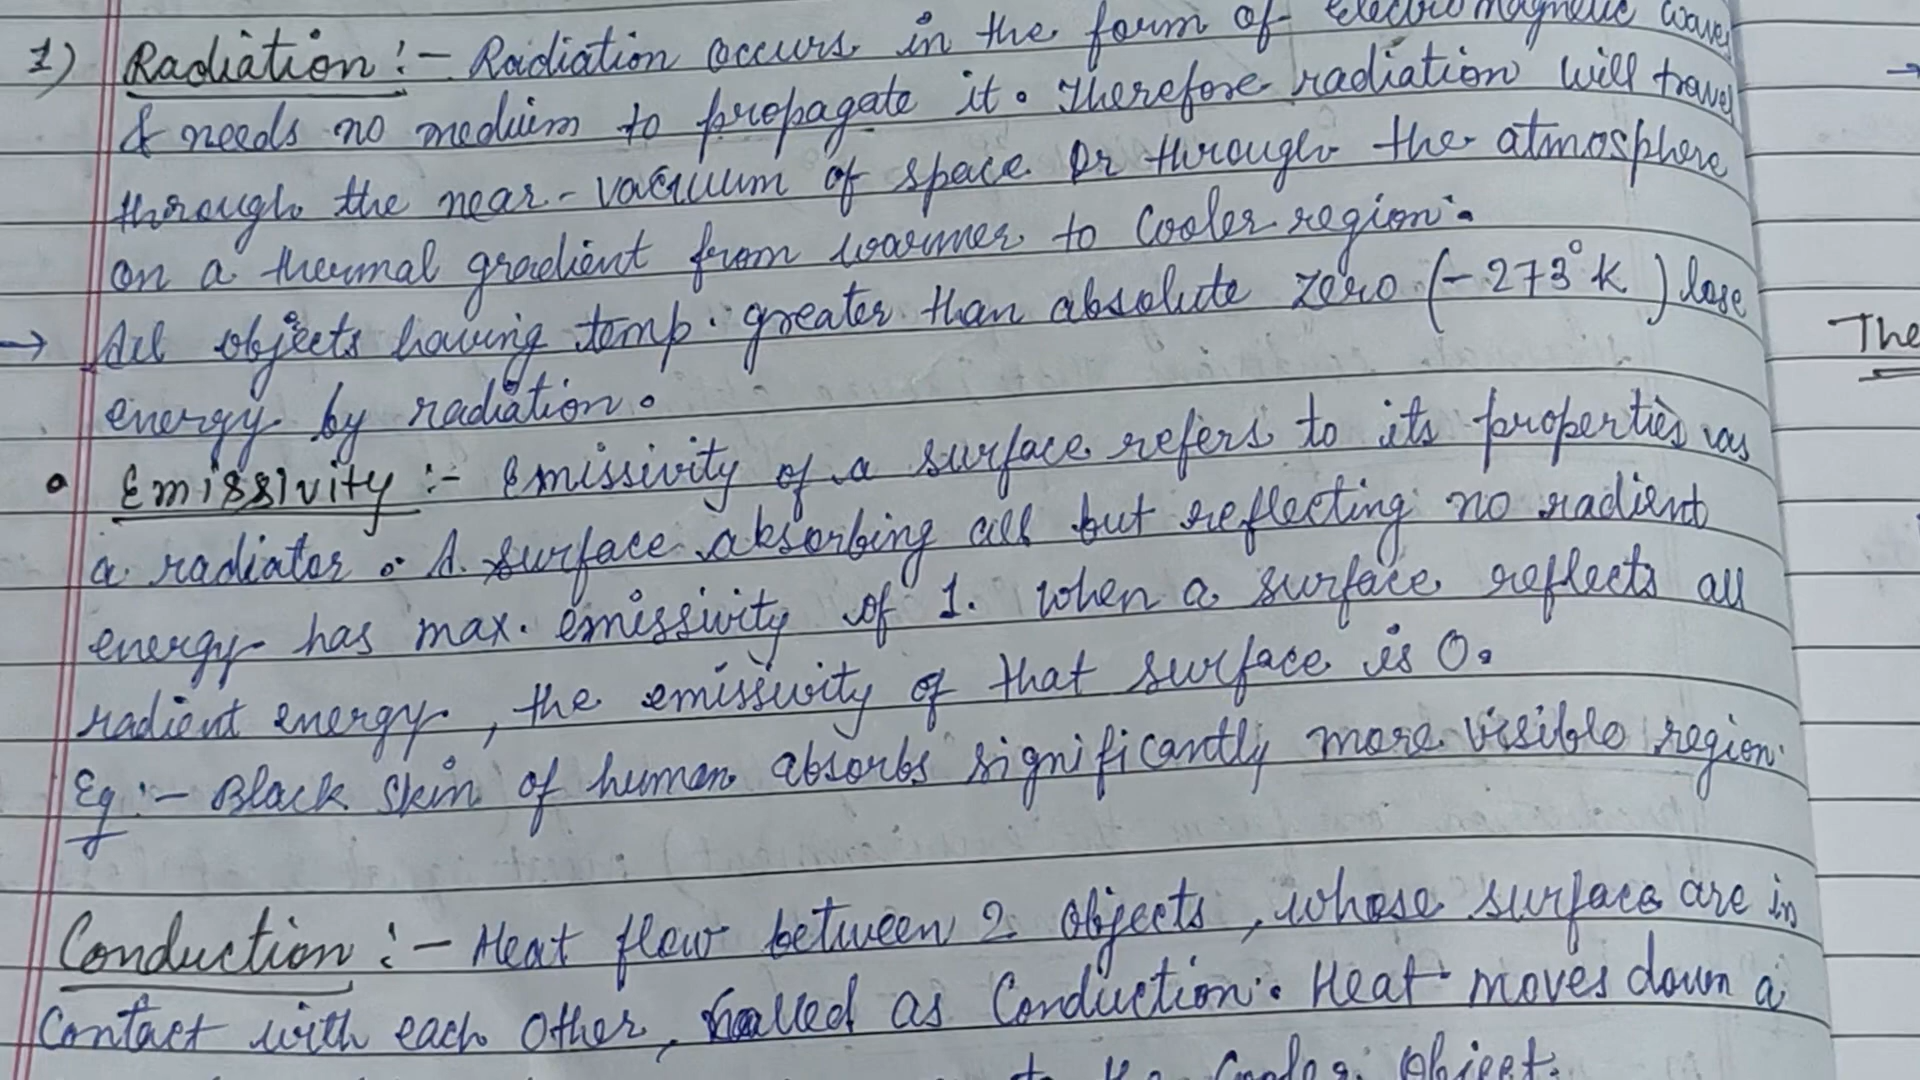 1) Radiation :- Radiation occurs in the form of electromagnetic waves
& needs no medium to propagate it. Therefore radiation will travel
through the near-vacuum of space or through the atmosphere
on a thermal gradient from warmer to cooler region.
→ All objects having temp. greater than absolute zero (-273°k) lose
energy by radiation.
• Emissivity :- Emissivity of a surface refers to its properties as
a radiator. A surface absorbing all but reflecting no radient
energy has max. emissivity of 1. When a surface reflects all
radient energy, the emissivity of that surface is 0.
Eg :- Black skin of human absorbs significantly more visible region.
Conduction :- Heat flow between 2 objects, whose surface are in
Contact with each other, called as Conduction. Heat moves down a
to the Cooler object.
→
The